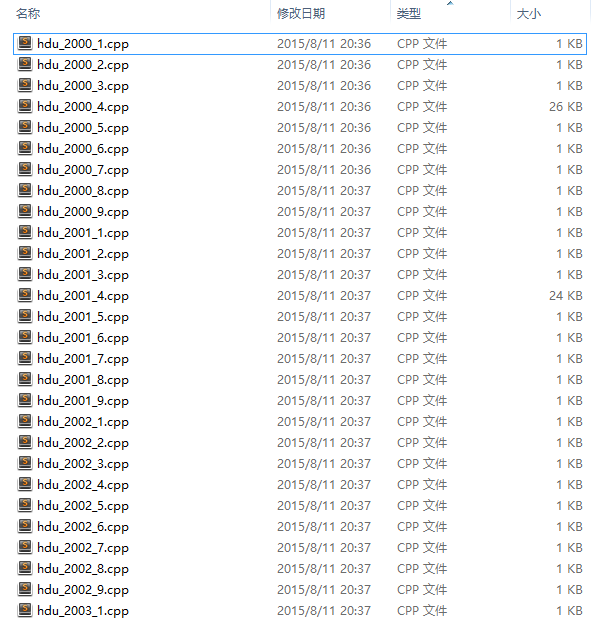 名称 修改日期 类型 大小
hdu_2000_1.cpp 2015/8/11 20:36 CPP 文件 1 KB
hdu_2000_2.cpp 2015/8/11 20:36 CPP 文件 1 KB
hdu_2000_3.cpp 2015/8/11 20:36 CPP 文件 1 KB
hdu_2000_4.cpp 2015/8/11 20:36 CPP 文件 26 KB
hdu_2000_5.cpp 2015/8/11 20:36 CPP 文件 1 KB
hdu_2000_6.cpp 2015/8/11 20:36 CPP 文件 1 KB
hdu_2000_7.cpp 2015/8/11 20:36 CPP 文件 1 KB
hdu_2000_8.cpp 2015/8/11 20:37 CPP 文件 1 KB
hdu_2000_9.cpp 2015/8/11 20:37 CPP 文件 1 KB
hdu_2001_1.cpp 2015/8/11 20:37 CPP 文件 1 KB
hdu_2001_2.cpp 2015/8/11 20:37 CPP 文件 1 KB
hdu_2001_3.cpp 2015/8/11 20:37 CPP 文件 1 KB
hdu_2001_4.cpp 2015/8/11 20:37 CPP 文件 24 KB
hdu_2001_5.cpp 2015/8/11 20:37 CPP 文件 1 KB
hdu_2001_6.cpp 2015/8/11 20:37 CPP 文件 1 KB
hdu_2001_7.cpp 2015/8/11 20:37 CPP 文件 1 KB
hdu_2001_8.cpp 2015/8/11 20:37 CPP 文件 1 KB
hdu_2001_9.cpp 2015/8/11 20:37 CPP 文件 1 KB
hdu_2002_1.cpp 2015/8/11 20:37 CPP 文件 1 KB
hdu_2002_2.cpp 2015/8/11 20:37 CPP 文件 1 KB
hdu_2002_3.cpp 2015/8/11 20:37 CPP 文件 1 KB
hdu_2002_4.cpp 2015/8/11 20:37 CPP 文件 1 KB
hdu_2002_5.cpp 2015/8/11 20:37 CPP 文件 1 KB
hdu_2002_6.cpp 2015/8/11 20:37 CPP 文件 1 KB
hdu_2002_7.cpp 2015/8/11 20:37 CPP 文件 1 KB
hdu_2002_8.cpp 2015/8/11 20:37 CPP 文件 1 KB
hdu_2002_9.cpp 2015/8/11 20:37 CPP 文件 1 KB
hdu_2003_1.cpp 2015/8/11 20:37 CPP 文件 1 KB